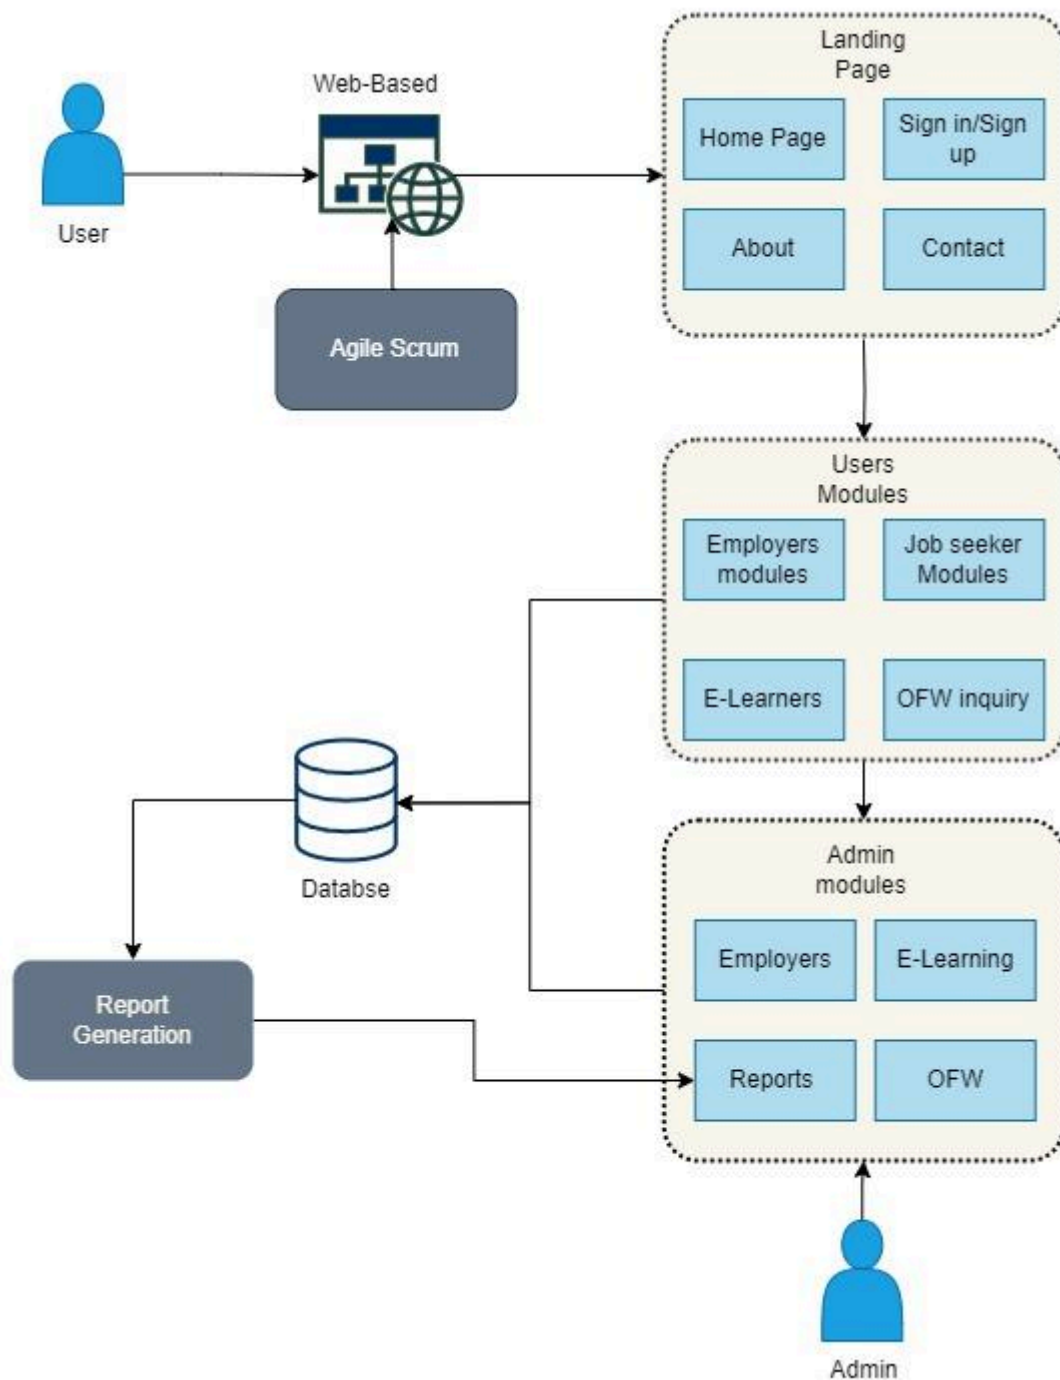 Landing
Page
Web-Based
Home Page
Sign in/Sign
up
User
About
Contact
Agile Scrum
Users
Modules
Employers
modules
Job seeker
Modules
E-Learners
OFW inquiry
Databse
Admin
modules
Employers
E-Learning
Report
Generation
Reports
OFW
Admin